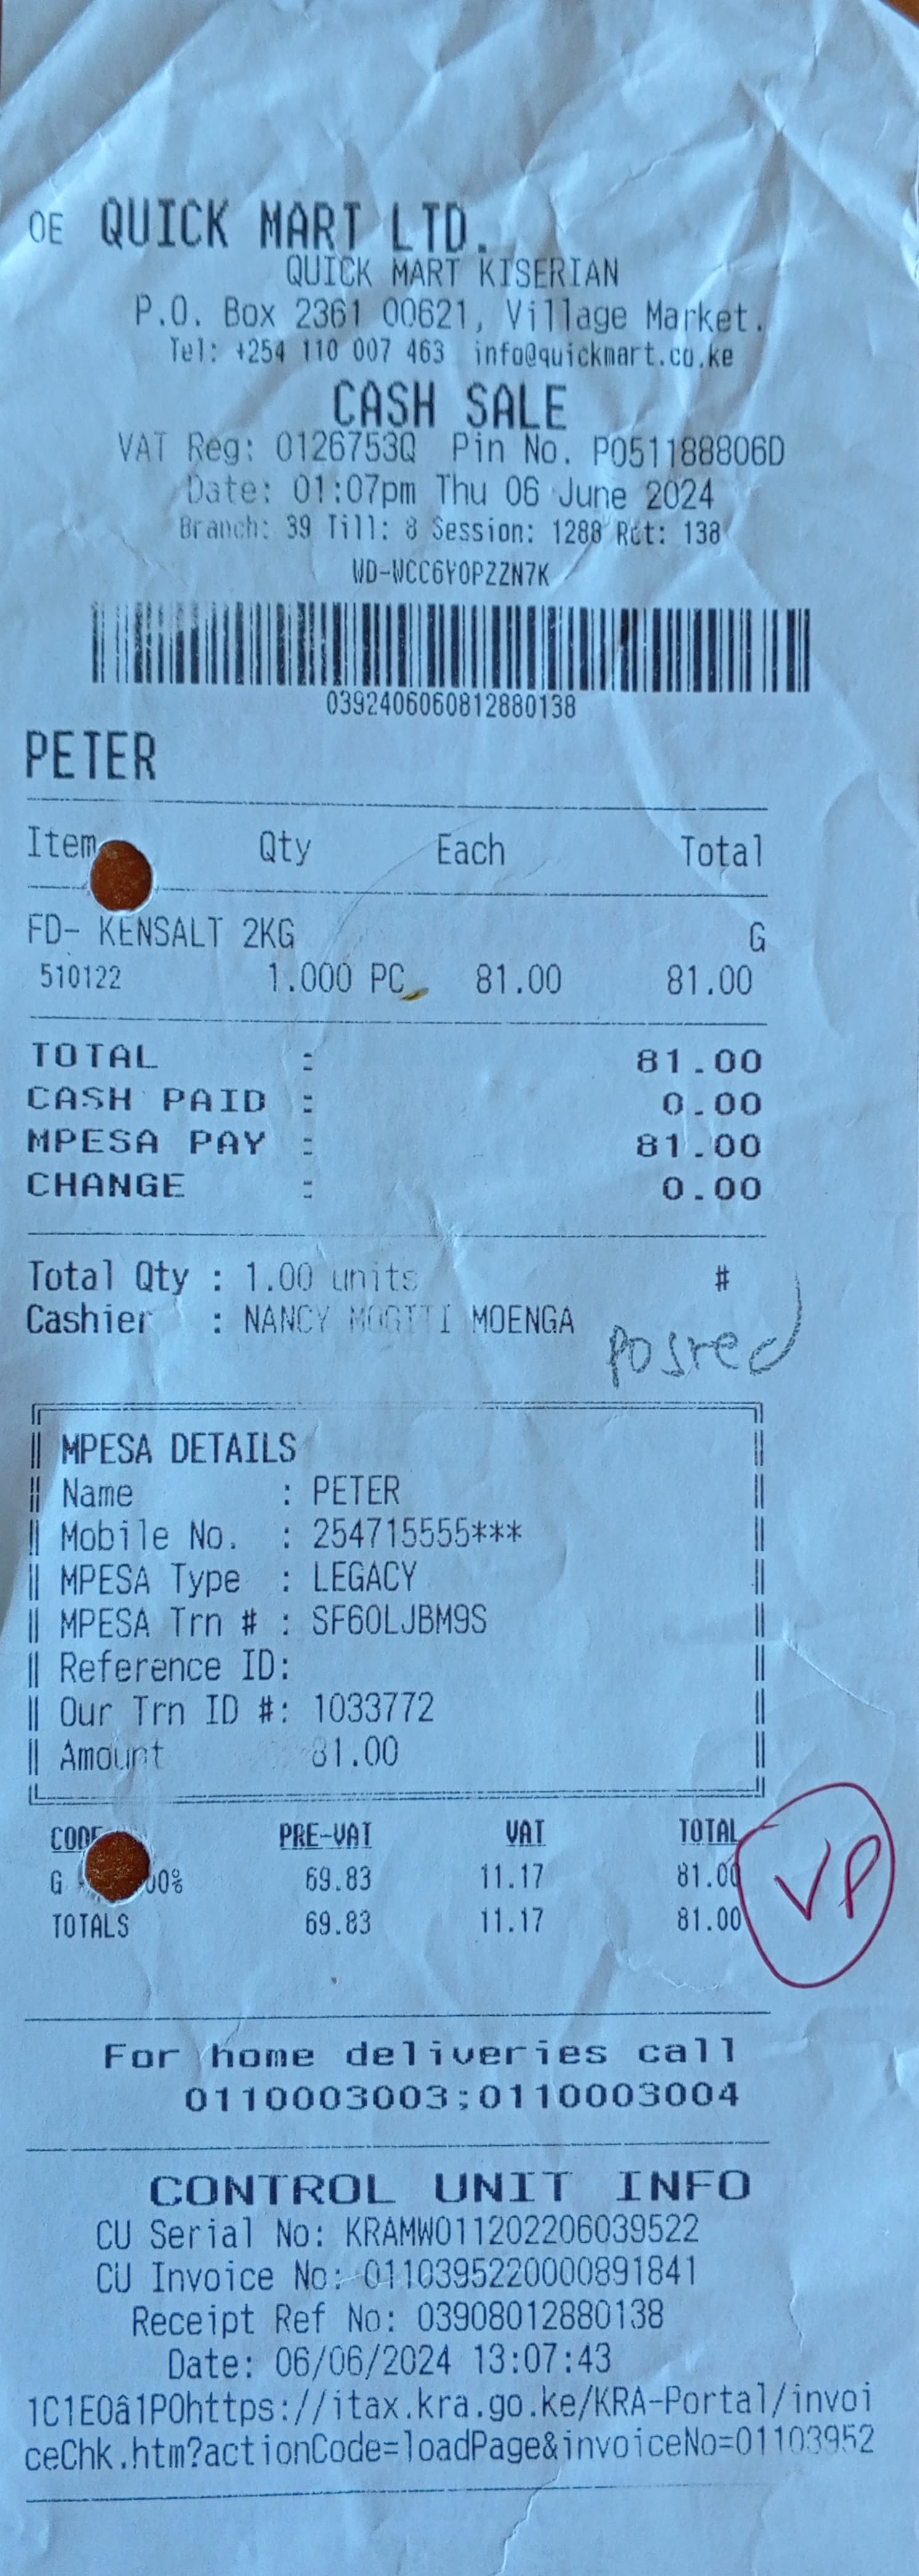 OE QUICK MART LTD.
QUICK MART KISERIAN
P.O. Box 2361 00621, Village Market.
Tel: +254 110 007 463 info@quickmart.co.ke
CASH SALE
VAT Reg: 0126753Q Pin No. P051188806D
Date: 01:07pm Thu 06 June 2024
Branch: 39 Till: 8 Session: 1288 Rct: 138
WD-WCC6Y0PZZN7K
0392406060812880138
PETER
Item Qty Each Total
FD- KENSALT 2KG G
510122 1.000 PC 81.00 81.00
TOTAL : 81.00
CASH PAID : 0.00
MPESA PAY : 81.00
CHANGE : 0.00
Total Qty : 1.00 units #
Cashier : NANCY MOGITI MOENGA
Posted
MPESA DETAILS
Name : PETER
Mobile No. : 254715555***
MPESA Type : LEGACY
MPESA Trn # : SF60LJBM9S
Reference ID:
Our Trn ID #: 1033772
Amount 81.00
CODE PRE-VAT VAT TOTAL
G 00% 69.83 11.17 81.00
TOTALS 69.83 11.17 81.00
VP
For home deliveries call
0110003003;0110003004
CONTROL UNIT INFO
CU Serial No: KRAMW011202206039522
CU Invoice No: 0110395220000891841
Receipt Ref No: 03908012880138
Date: 06/06/2024 13:07:43
1C1E0â1P0https://itax.kra.go.ke/KRA-Portal/invoi
ceChk.htm?actionCode=loadPage&invoiceNo=01103952